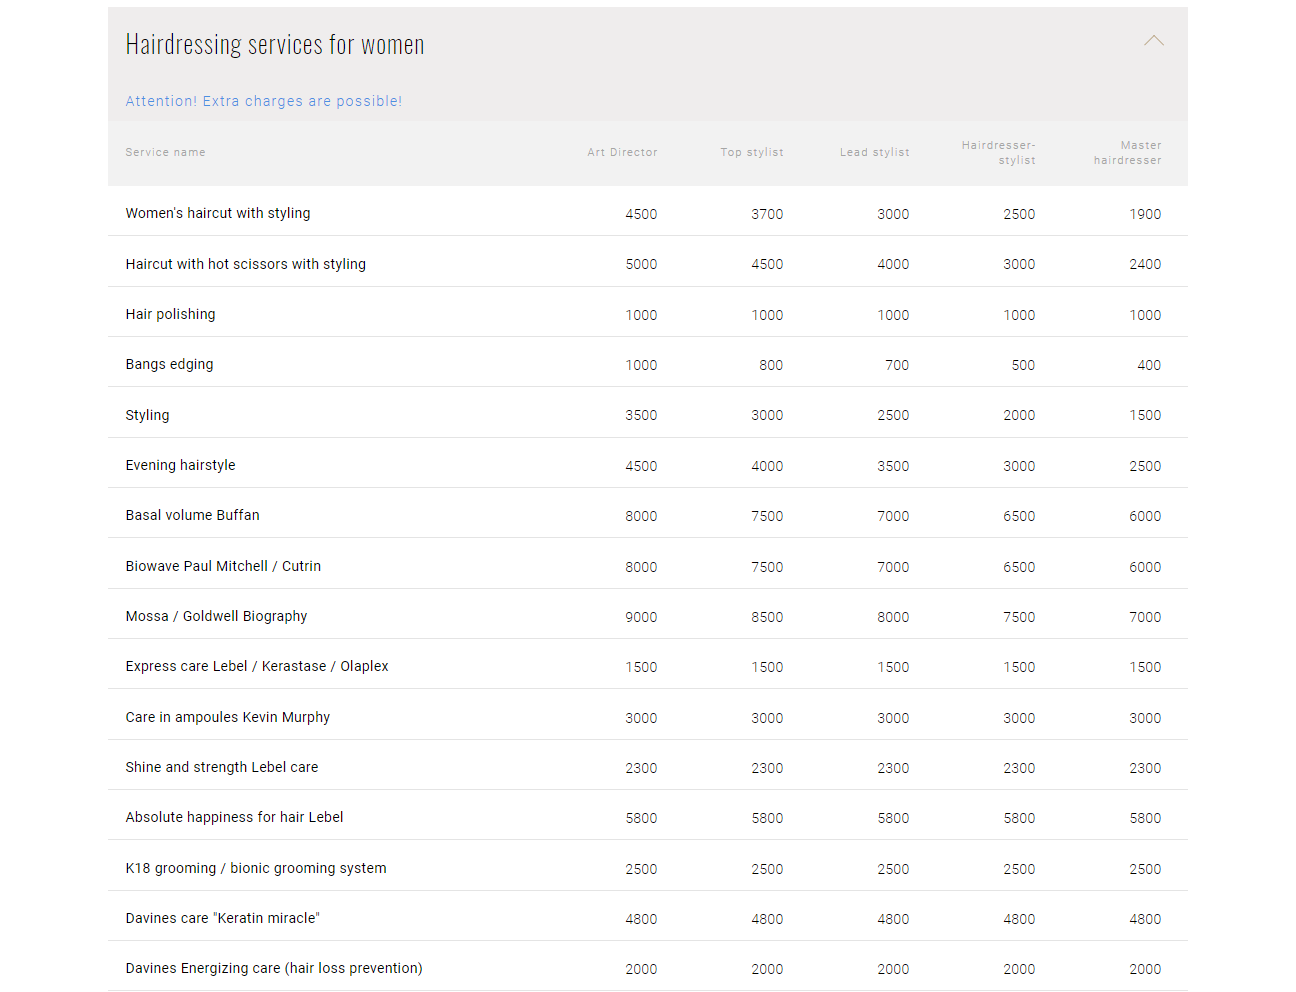 Hairdressing services for women
Attention! Extra charges are possible!
Service name Art Director Top stylist Lead stylist Hairdresser-stylist Master hairdresser
Women's haircut with styling 4500 3700 3000 2500 1900
Haircut with hot scissors with styling 5000 4500 4000 3000 2400
Hair polishing 1000 1000 1000 1000 1000
Bangs edging 1000 800 700 500 400
Styling 3500 3000 2500 2000 1500
Evening hairstyle 4500 4000 3500 3000 2500
Basal volume Buffan 8000 7500 7000 6500 6000
Biowave Paul Mitchell / Cutrin 8000 7500 7000 6500 6000
Mossa / Goldwell Biography 9000 8500 8000 7500 7000
Express care Lebel / Kerastase / Olaplex 1500 1500 1500 1500 1500
Care in ampoules Kevin Murphy 3000 3000 3000 3000 3000
Shine and strength Lebel care 2300 2300 2300 2300 2300
Absolute happiness for hair Lebel 5800 5800 5800 5800 5800
K18 grooming / bionic grooming system 2500 2500 2500 2500 2500
Davines care "Keratin miracle" 4800 4800 4800 4800 4800
Davines Energizing care (hair loss prevention) 2000 2000 2000 2000 2000